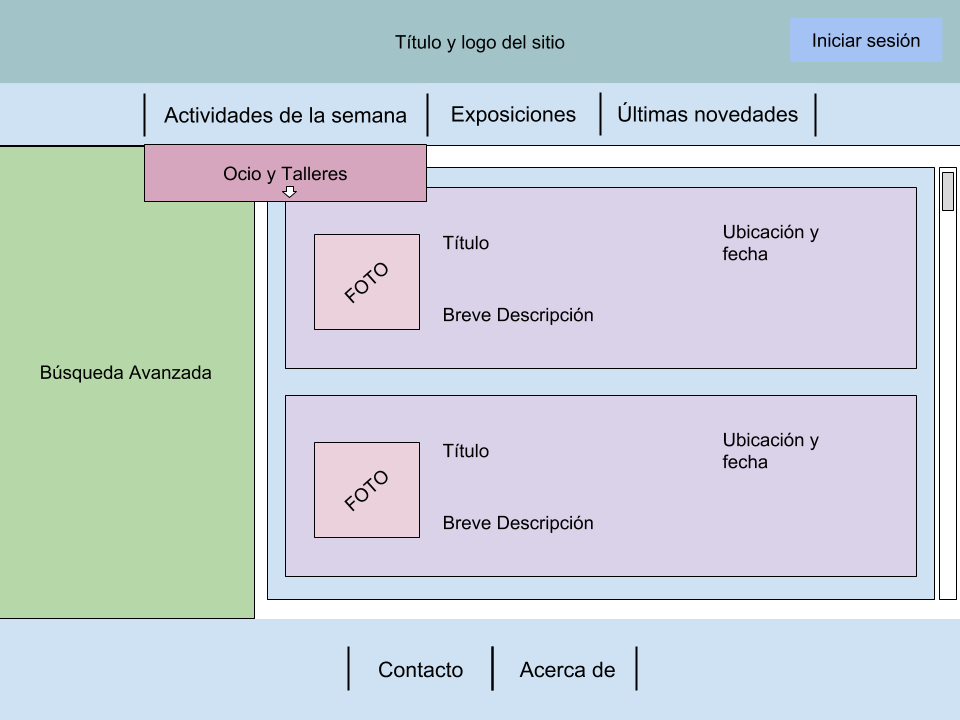 Título y logo del sitio
Iniciar sesión
Actividades de la semana
Exposiciones
Últimas novedades
Ocio y Talleres
Búsqueda Avanzada
FOTO
Título
Breve Descripción
Ubicación y
fecha
FOTO
Título
Breve Descripción
Ubicación y
fecha
Contacto
Acerca de